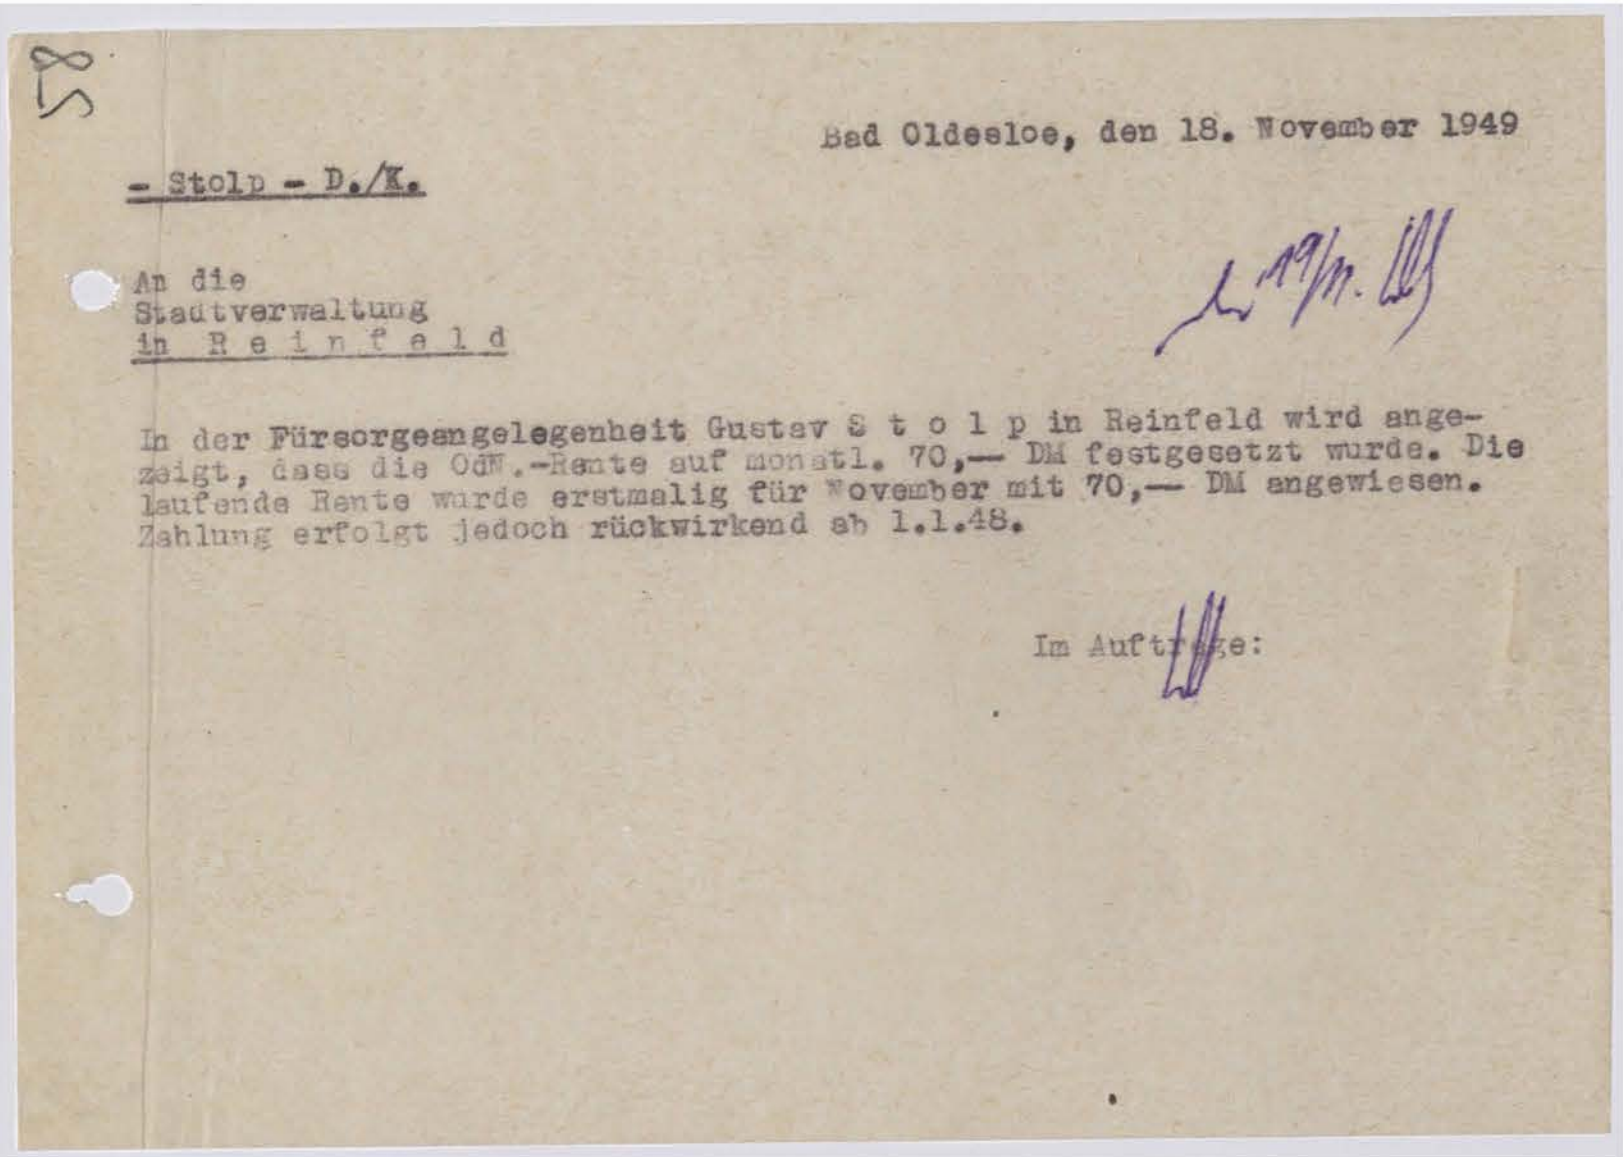 58
Bad Oldesloe, den 18. November 1949
- Stolp - D./K.
19/11.
An die
Stadtverwaltung
in R e i n f e l d
In der Fürsorgeangelegenheit Gustav S t o l p in Reinfeld wird ange-
zeigt, dass die OdN.-Rente auf monatl. 70,-- DM festgesetzt wurde. Die
laufende Rente wurde erstmalig für November mit 70,-- DM angewiesen.
Zahlung erfolgt jedoch rückwirkend ab 1.1.48.
Im Auftrage: